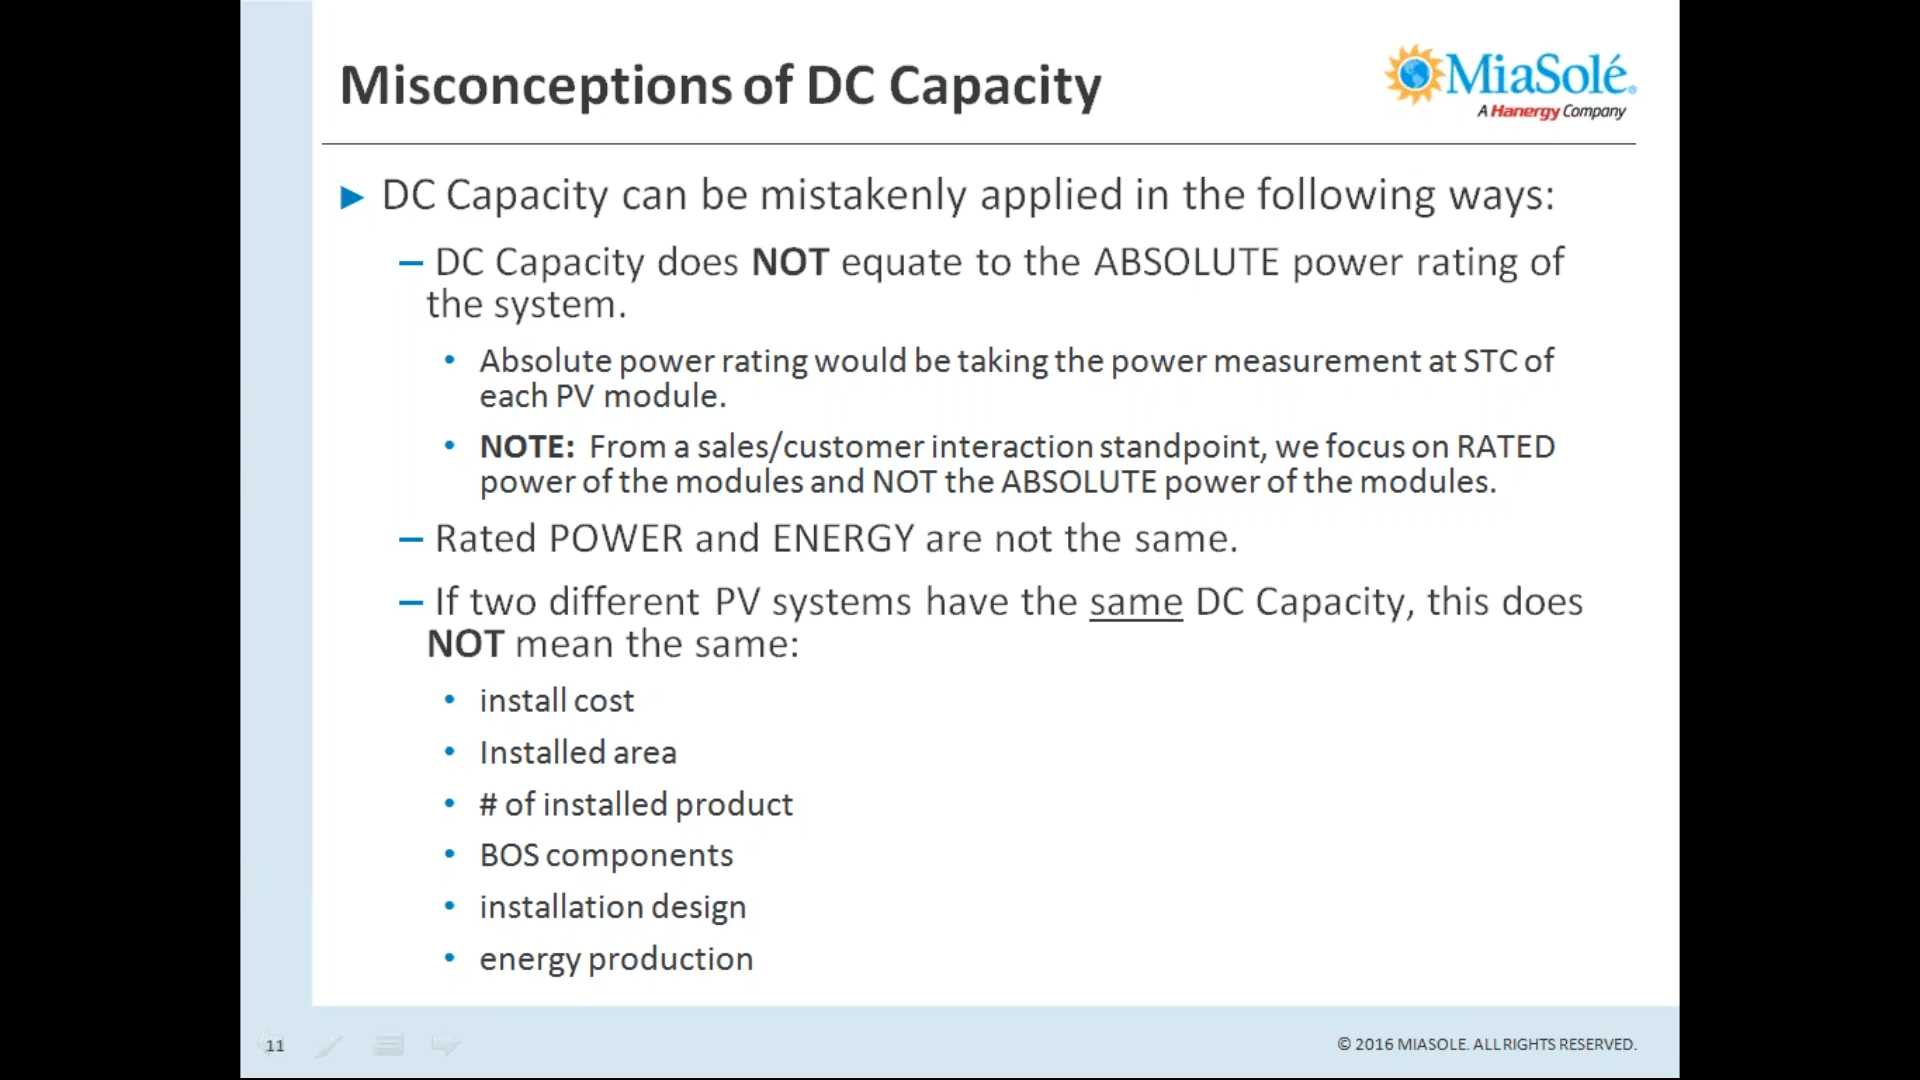 Misconceptions of DC Capacity
MiaSolé®
A Hanergy Company
► DC Capacity can be mistakenly applied in the following ways:
– DC Capacity does NOT equate to the ABSOLUTE power rating of
the system.
• Absolute power rating would be taking the power measurement at STC of
each PV module.
• NOTE: From a sales/customer interaction standpoint, we focus on RATED
power of the modules and NOT the ABSOLUTE power of the modules.
– Rated POWER and ENERGY are not the same.
– If two different PV systems have the same DC Capacity, this does
NOT mean the same:
• install cost
• Installed area
• # of installed product
• BOS components
• installation design
• energy production
11
© 2016 MIASOLE. ALL RIGHTS RESERVED.